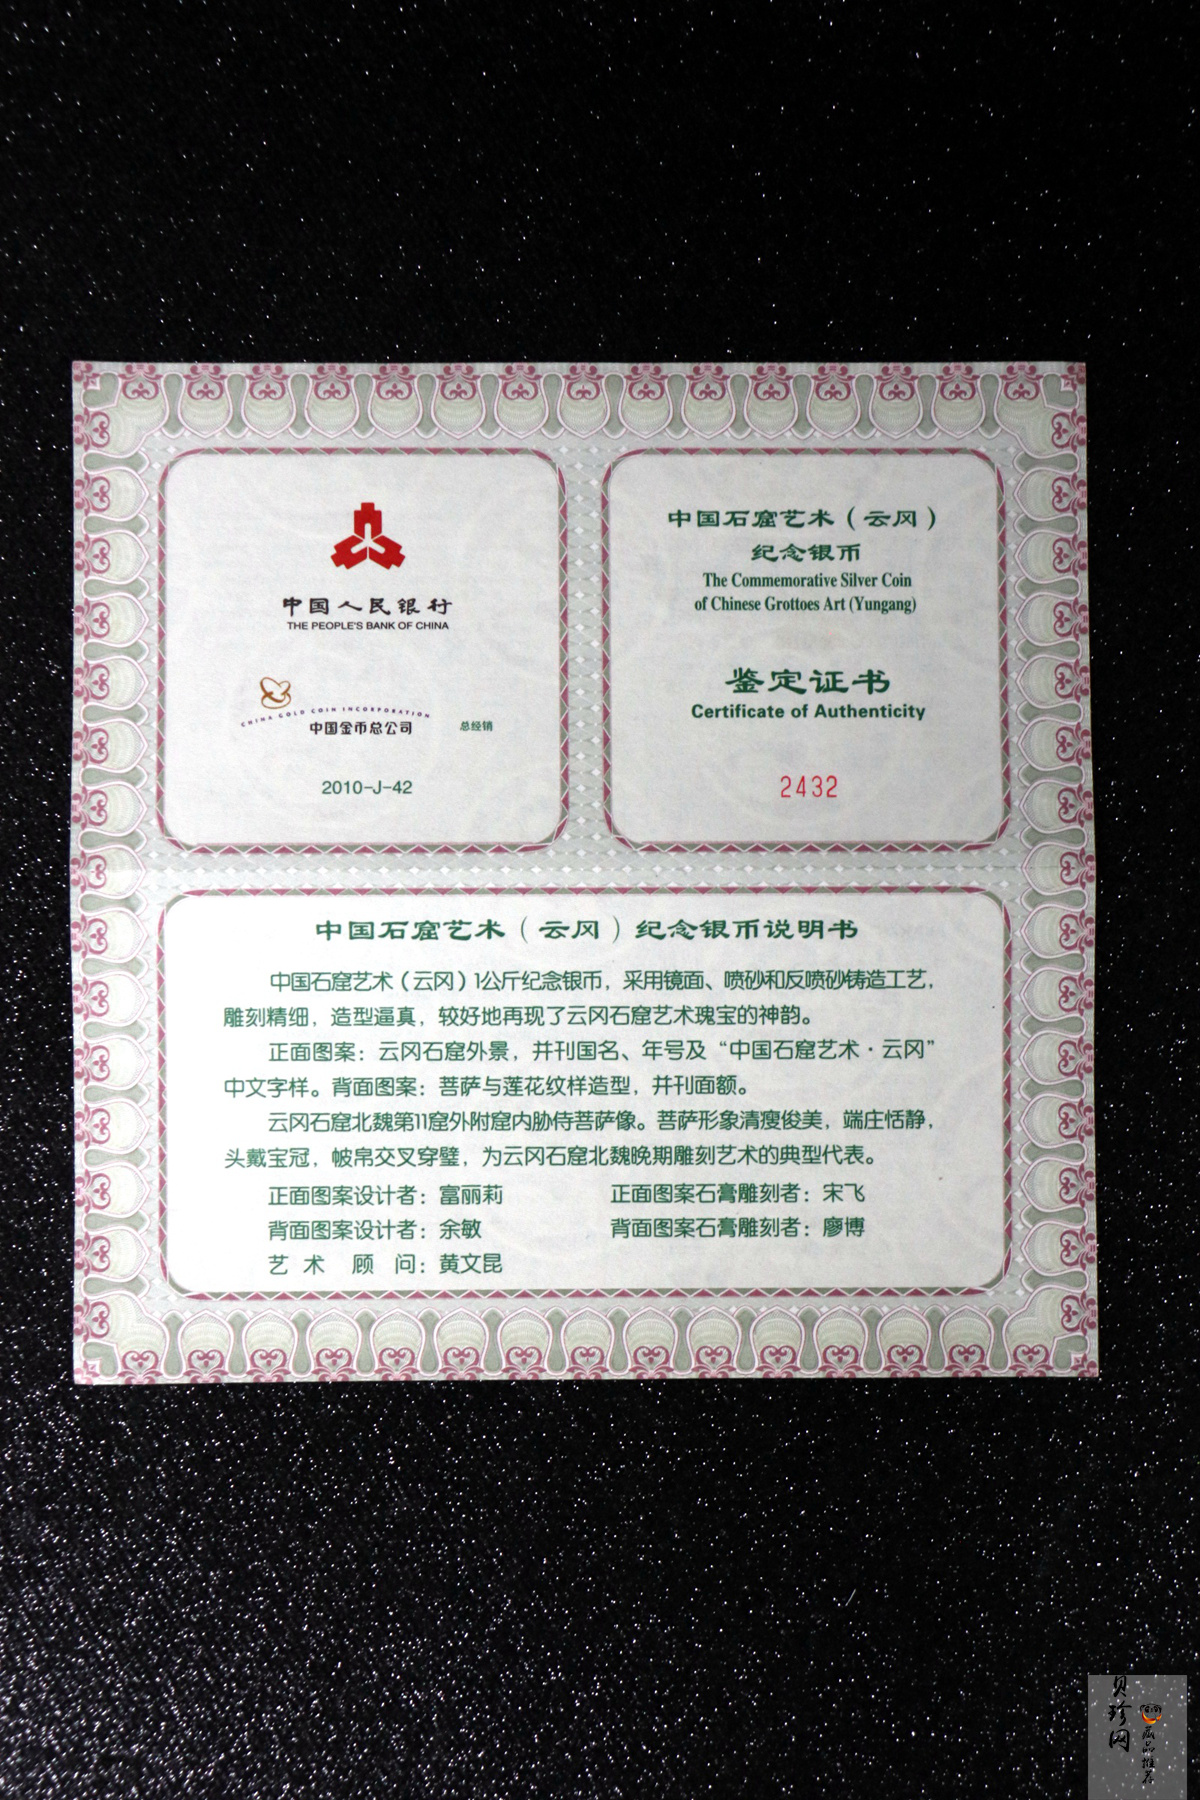 中国人民银行
THE PEOPLE'S BANK OF CHINA
CHINA GOLD COIN INCORPORATION
中国金币总公司 总经销
2010-J-42
中国石窟艺术（云冈）
纪念银币
The Commemorative Silver Coin
of Chinese Grottoes Art (Yungang)
鉴定证书
Certificate of Authenticity
2432
中国石窟艺术（云冈）纪念银币说明书
中国石窟艺术（云冈）1公斤纪念银币，采用镜面、喷砂和反喷砂铸造工艺，
雕刻精细，造型逼真，较好地再现了云冈石窟艺术瑰宝的神韵。
正面图案：云冈石窟外景，并刊国名、年号及“中国石窟艺术·云冈”
中文字样。背面图案：菩萨与莲花纹样造型，并刊面额。
云冈石窟北魏第11窟外附窟内胁侍菩萨像。菩萨形象清瘦俊美，端庄恬静，
头戴宝冠，帔帛交叉穿璧，为云冈石窟北魏晚期雕刻艺术的典型代表。
正面图案设计者：富丽莉 正面图案石膏雕刻者：宋飞
背面图案设计者：余敏 背面图案石膏雕刻者：廖博
艺术顾问：黄文昆
贝珍网
藏品推荐